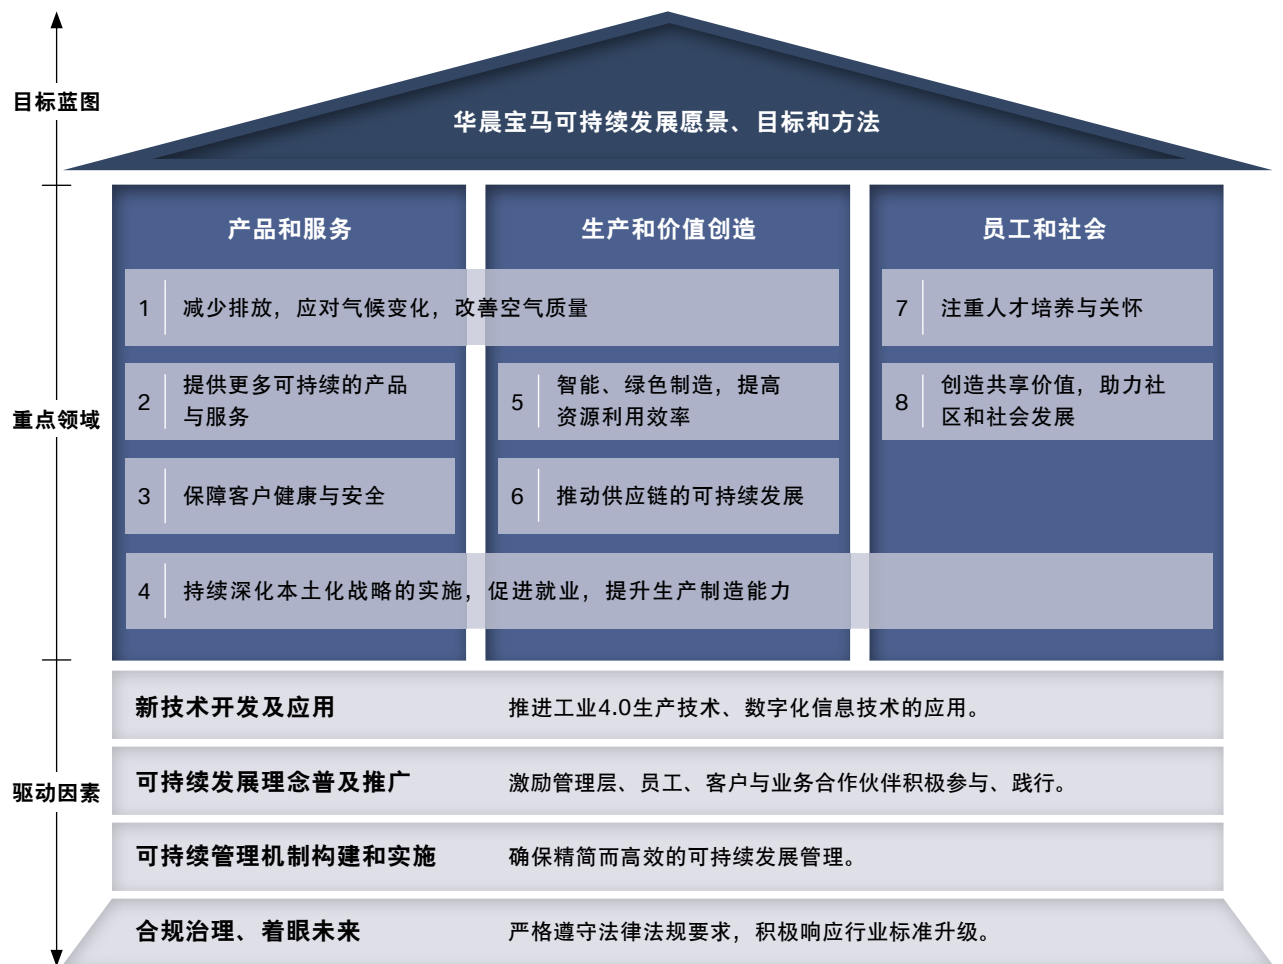 目标蓝图
华晨宝马可持续发展愿景、目标和方法
重点领域
产品和服务
生产和价值创造
员工和社会
1 减少排放，应对气候变化，改善空气质量
2 提供更多可持续的产品
与服务
3 保障客户健康与安全
4 持续深化本土化战略的实施，促进就业，提升生产制造能力
5 智能、绿色制造，提高
资源利用效率
6 推动供应链的可持续发展
7 注重人才培养与关怀
8 创造共享价值，助力社
区和社会发展
驱动因素
新技术开发及应用 推进工业4.0生产技术、数字化信息技术的应用。
可持续发展理念普及推广 激励管理层、员工、客户与业务合作伙伴积极参与、践行。
可持续管理机制构建和实施 确保精简而高效的可持续发展管理。
合规治理、着眼未来 严格遵守法律法规要求，积极响应行业标准升级。